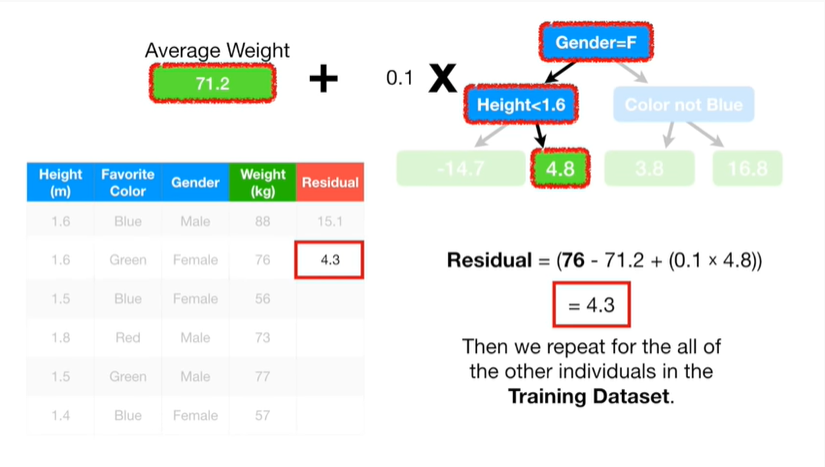 Average Weight
71.2
+
0.1 X
Gender=F
Height<1.6
Color not Blue
-14.7
4.8
3.8
16.8
Height (m) Favorite Color Gender Weight (kg) Residual
1.6 Blue Male 88 15.1
1.6 Green Female 76 4.3
1.5 Blue Female 56
1.8 Red Male 73
1.5 Green Male 77
1.4 Blue Female 57
Residual = (76 - 71.2 + (0.1 × 4.8))
= 4.3
Then we repeat for the all of
the other individuals in the
Training Dataset.